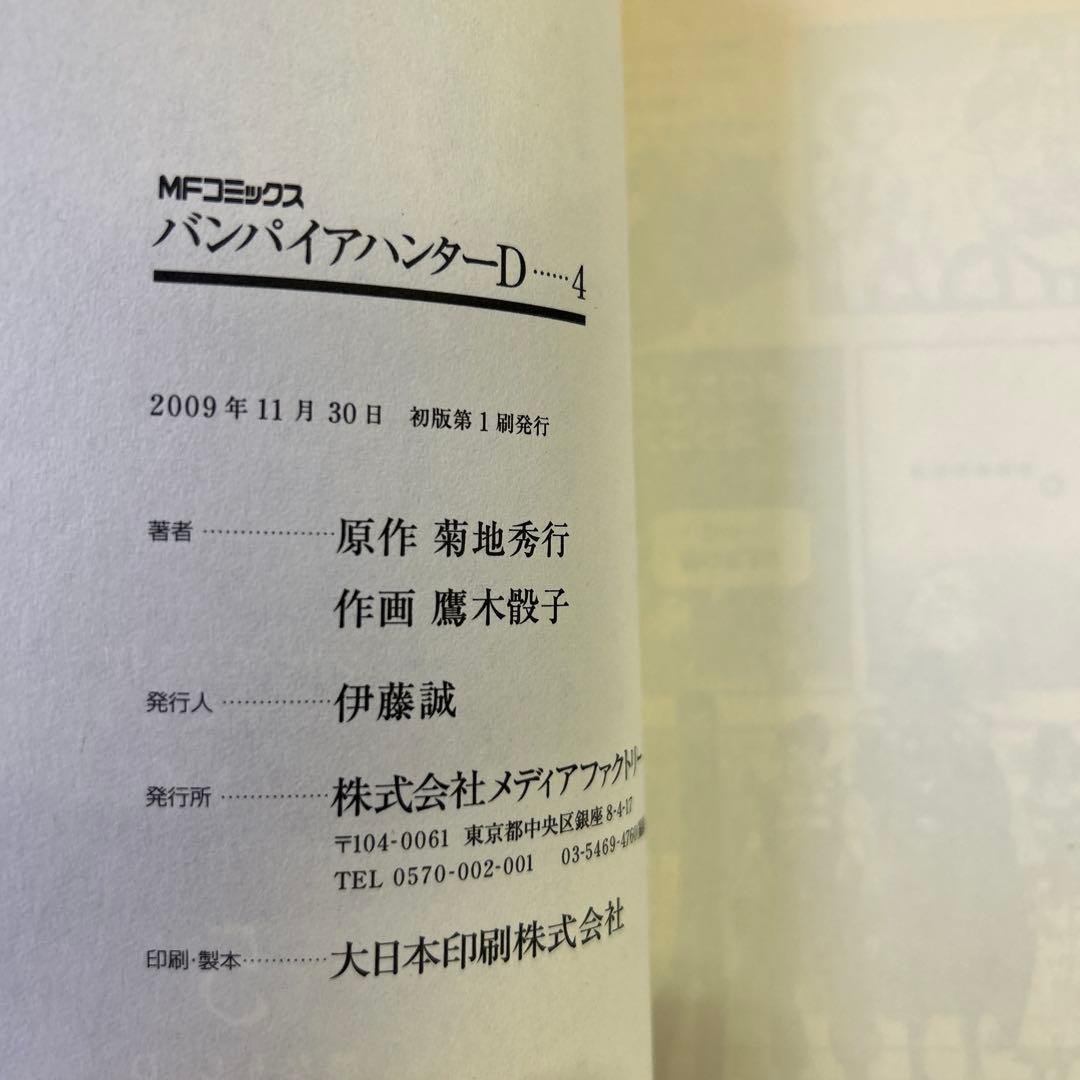 MFコミックス
バンパイアハンターD……4
2009年11月30日 初版第1刷発行
著者………………原作 菊地秀行
作画 鷹木骰子
発行人……………伊藤誠
発行所……………株式会社メディアファクトリー
〒104-0061 東京都中央区銀座8-4-17
TEL 0570-002-001 03-5469-4760
印刷・製本…………大日本印刷株式会社